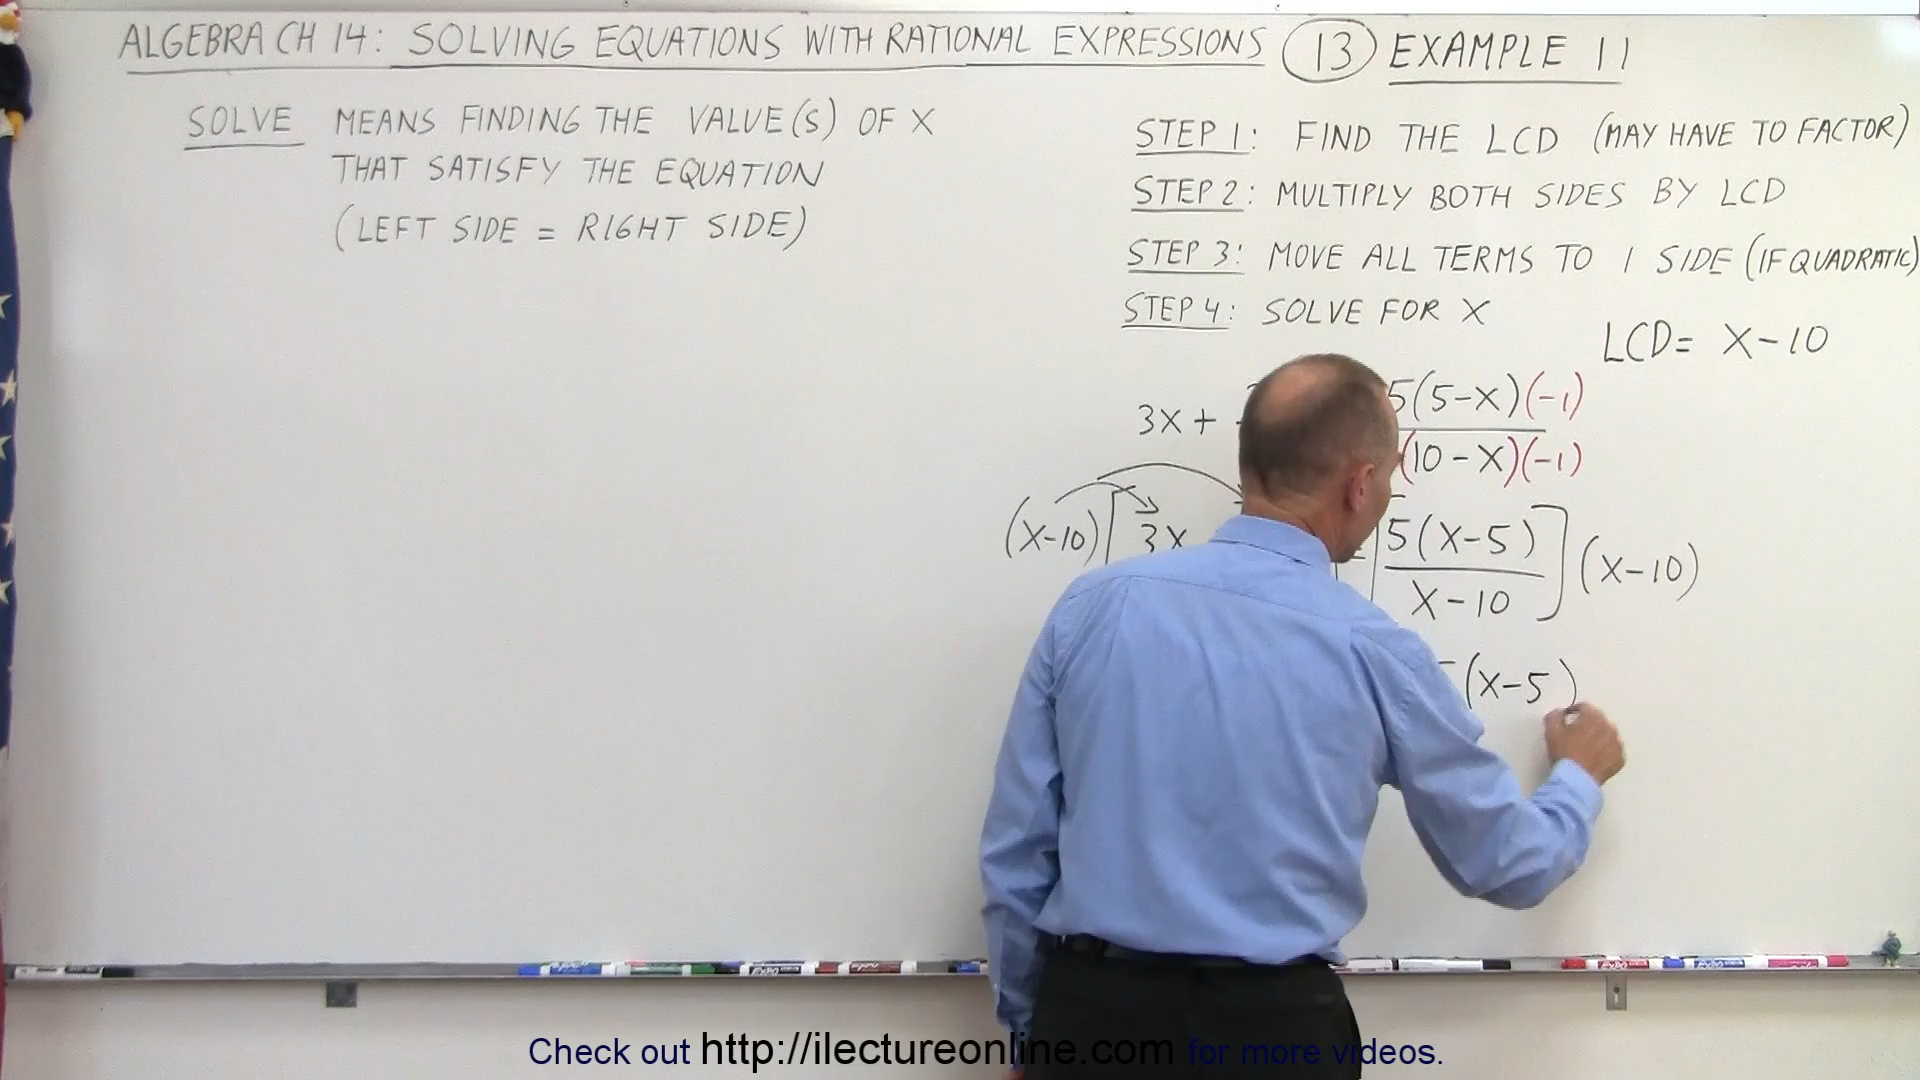 ALGEBRA CH 14: SOLVING EQUATIONS WITH RATIONAL EXPRESSIONS (13) EXAMPLE 11
SOLVE MEANS FINDING THE VALUE(S) OF X
THAT SATISFY THE EQUATION
(LEFT SIDE = RIGHT SIDE)
STEP 1: FIND THE LCD (MAY HAVE TO FACTOR)
STEP 2: MULTIPLY BOTH SIDES BY LCD
STEP 3: MOVE ALL TERMS TO 1 SIDE (IF QUADRATIC)
STEP 4: SOLVE FOR X
LCD = X-10
3X +
5(5-X)(-1)
(10-X)(-1)
(X-10) [3X
= [5(X-5)
X-10] (X-10)
(X-5)
Check out http://ilectureonline.com for more videos.